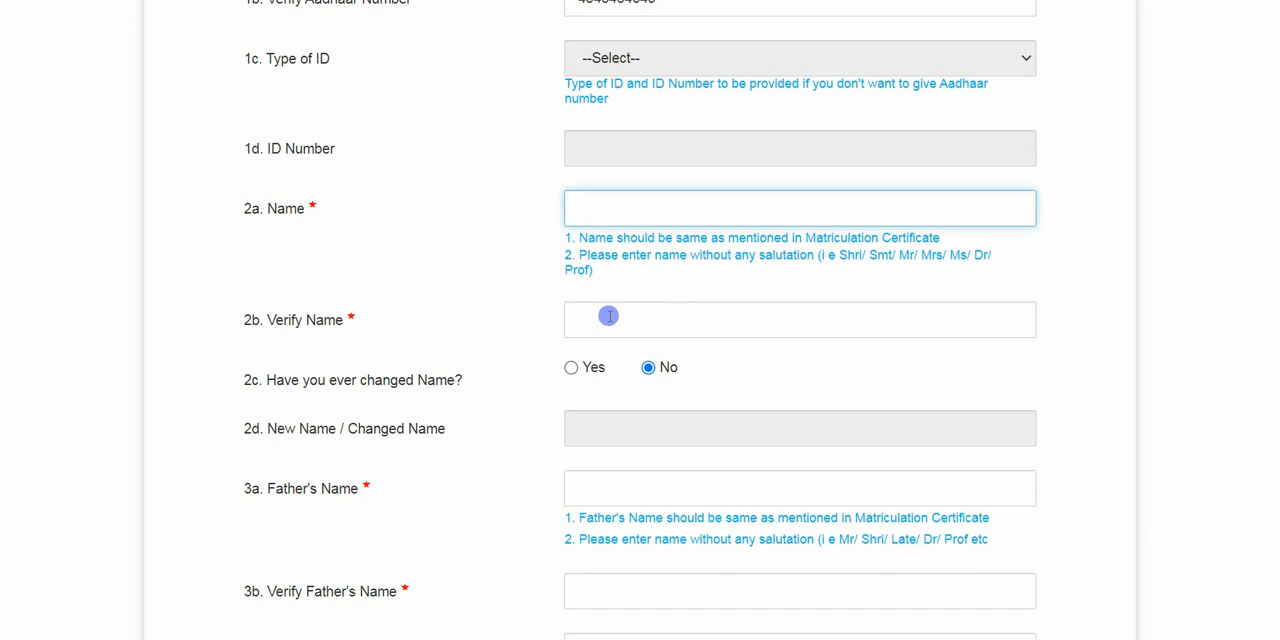 1b. Verify Aadhaar Number
1c. Type of ID
--Select--
Type of ID and ID Number to be provided if you don't want to give Aadhaar
number
1d. ID Number
2a. Name *
1. Name should be same as mentioned in Matriculation Certificate
2. Please enter name without any salutation (i e Shri/ Smt/ Mr/ Mrs/ Ms/ Dr/
Prof)
2b. Verify Name *
Yes No
2c. Have you ever changed Name?
2d. New Name / Changed Name
3a. Father's Name *
1. Father's Name should be same as mentioned in Matriculation Certificate
2. Please enter name without any salutation (i e Mr/ Shri/ Late/ Dr/ Prof etc
3b. Verify Father's Name *